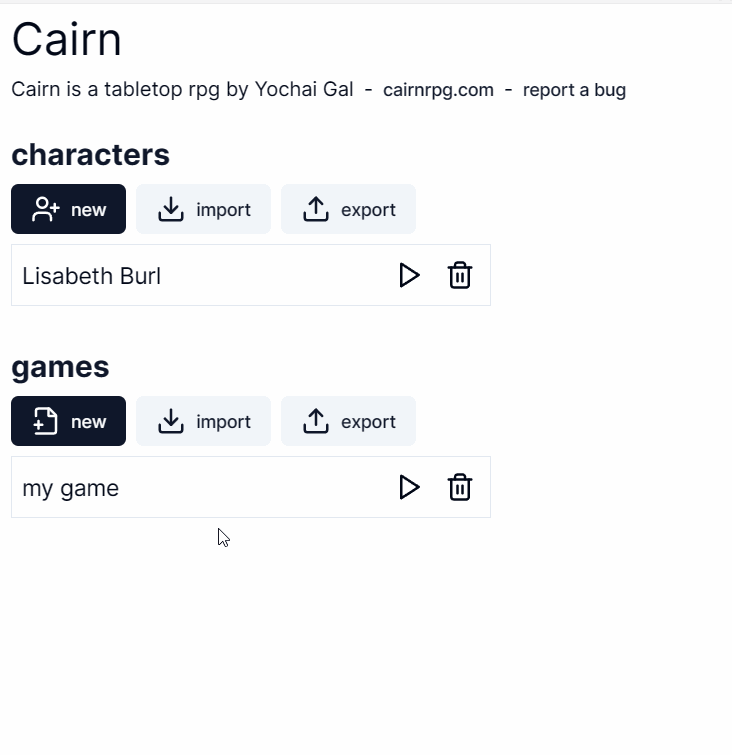 Cairn
Cairn is a tabletop rpg by Yochai Gal - cairnrpg.com - report a bug
characters
new import export
Lisabeth Burl
games
new import export
my game